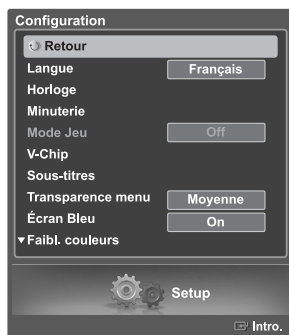 Configuration
Retour
Langue Français
Horloge
Minuterie
Mode Jeu Off
V-Chip
Sous-titres
Transparence menu Moyenne
Écran Bleu On
▼Faibl. couleurs
Setup
Intro.